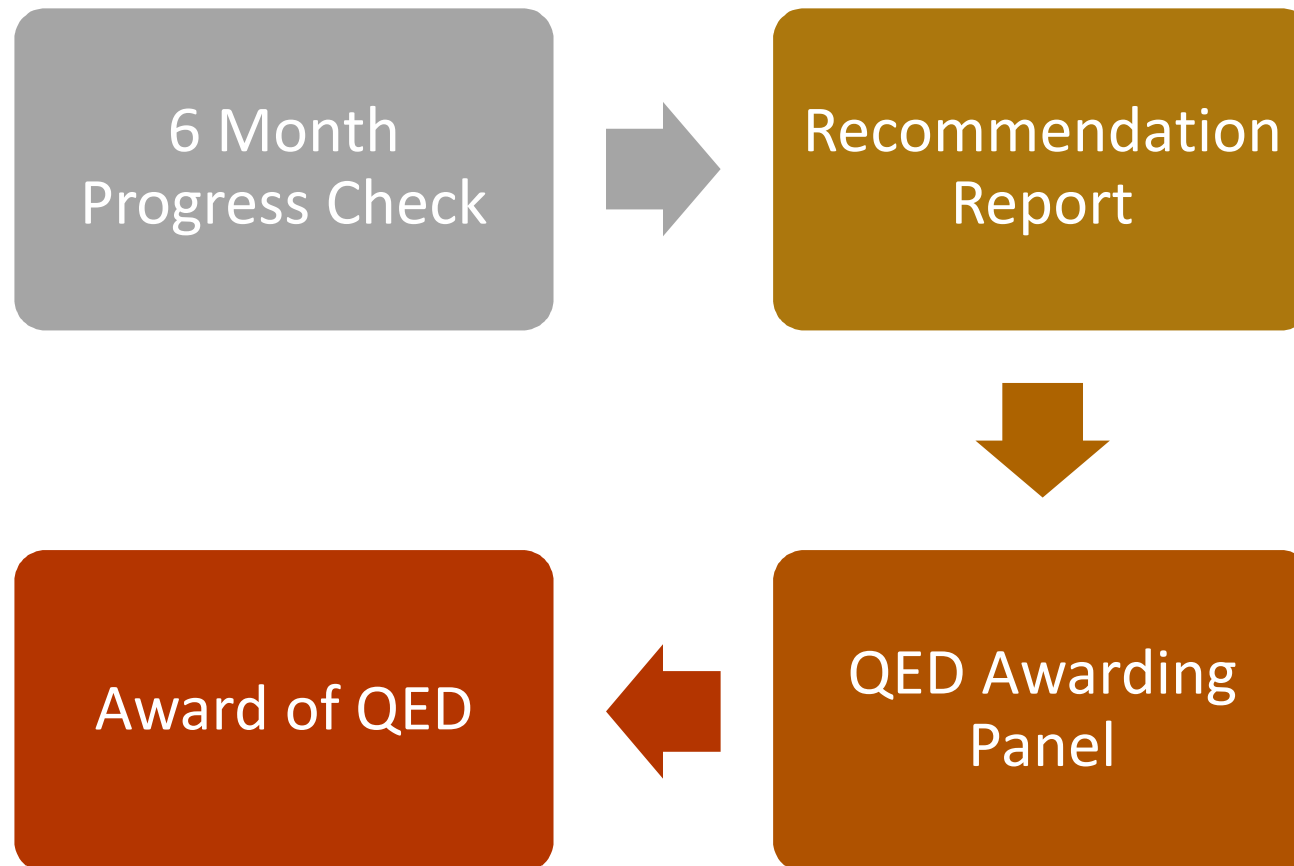 6 Month
Progress Check
Recommendation
Report
QED Awarding
Panel
Award of QED